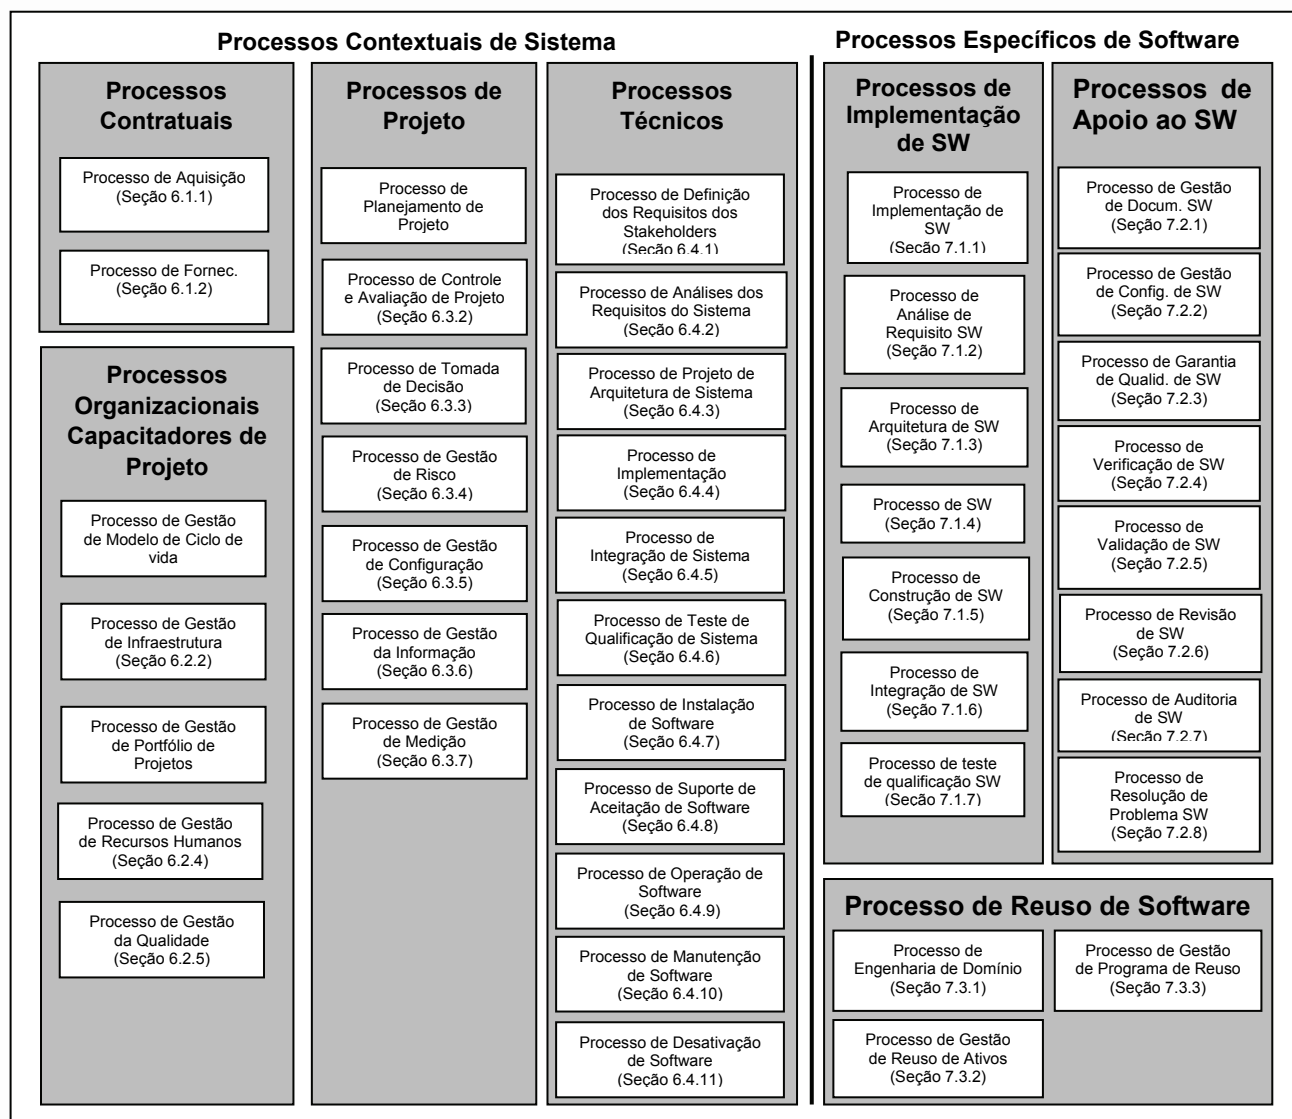 Processos Contextuais de Sistema
Processos
Contratuais
Processo de Aquisição
(Seção 6.1.1)
Processo de Fornec.
(Seção 6.1.2)
Processos
Organizacionais
Capacitadores de
Projeto
Processo de Gestão
de Modelo de Ciclo de
vida
Processo de Gestão
de Infraestrutura
(Seção 6.2.2)
Processo de Gestão
de Portfólio de
Projetos
Processo de Gestão
de Recursos Humanos
(Seção 6.2.4)
Processo de Gestão
da Qualidade
(Seção 6.2.5)
Processos de
Projeto
Processo de
Planejamento de
Projeto
Processo de Controle
e Avaliação de Projeto
(Seção 6.3.2)
Processo de Tomada
de Decisão
(Seção 6.3.3)
Processo de Gestão
de Risco
(Seção 6.3.4)
Processo de Gestão
de Configuração
(Seção 6.3.5)
Processo de Gestão
da Informação
(Seção 6.3.6)
Processo de Gestão
de Medição
(Seção 6.3.7)
Processos
Técnicos
Processo de Definição
dos Requisitos dos
Stakeholders
(Seção 6.4.1)
Processo de Análises dos
Requisitos do Sistema
(Seção 6.4.2)
Processo de Projeto de
Arquitetura de Sistema
(Seção 6.4.3)
Processo de
Implementação
(Seção 6.4.4)
Processo de
Integração de Sistema
(Seção 6.4.5)
Processo de Teste de
Qualificação de Sistema
(Seção 6.4.6)
Processo de Instalação
de Software
(Seção 6.4.7)
Processo de Suporte de
Aceitação de Software
(Seção 6.4.8)
Processo de Operação de
Software
(Seção 6.4.9)
Processo de Manutenção
de Software
(Seção 6.4.10)
Processo de Desativação
de Software
(Seção 6.4.11)
Processos Específicos de Software
Processos de
Implementação
de SW
Processo de
Implementação de
SW
(Seção 7.1.1)
Processo de
Análise de
Requisito SW
(Seção 7.1.2)
Processo de
Arquitetura de SW
(Seção 7.1.3)
Processo de SW
(Seção 7.1.4)
Processo de
Construção de SW
(Seção 7.1.5)
Processo de
Integração de SW
(Seção 7.1.6)
Processo de teste
de qualificação SW
(Seção 7.1.7)
Processos de
Apoio ao SW
Processo de Gestão
de Docum. SW
(Seção 7.2.1)
Processo de Gestão
de Config. de SW
(Seção 7.2.2)
Processo de Garantia
de Qualid. de SW
(Seção 7.2.3)
Processo de
Verificação de SW
(Seção 7.2.4)
Processo de
Validação de SW
(Seção 7.2.5)
Processo de Revisão
de SW
(Seção 7.2.6)
Processo de Auditoria
de SW
(Seção 7.2.7)
Processo de
Resolução de
Problema SW
(Seção 7.2.8)
Processo de Reuso de Software
Processo de
Engenharia de Domínio
(Seção 7.3.1)
Processo de Gestão
de Reuso de Ativos
(Seção 7.3.2)
Processo de Gestão
de Programa de Reuso
(Seção 7.3.3)